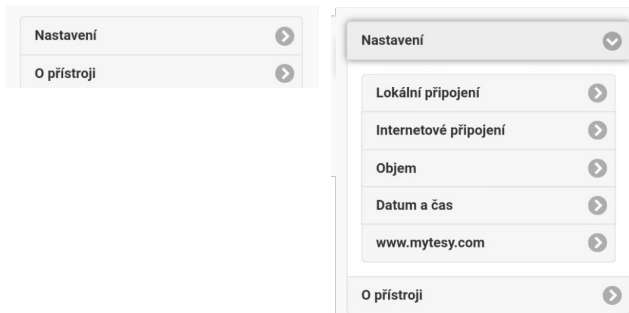 Nastavení
O přístroji
Nastavení
Lokální připojení
Internetové připojení
Objem
Datum a čas
www.mytesy.com
O přístroji